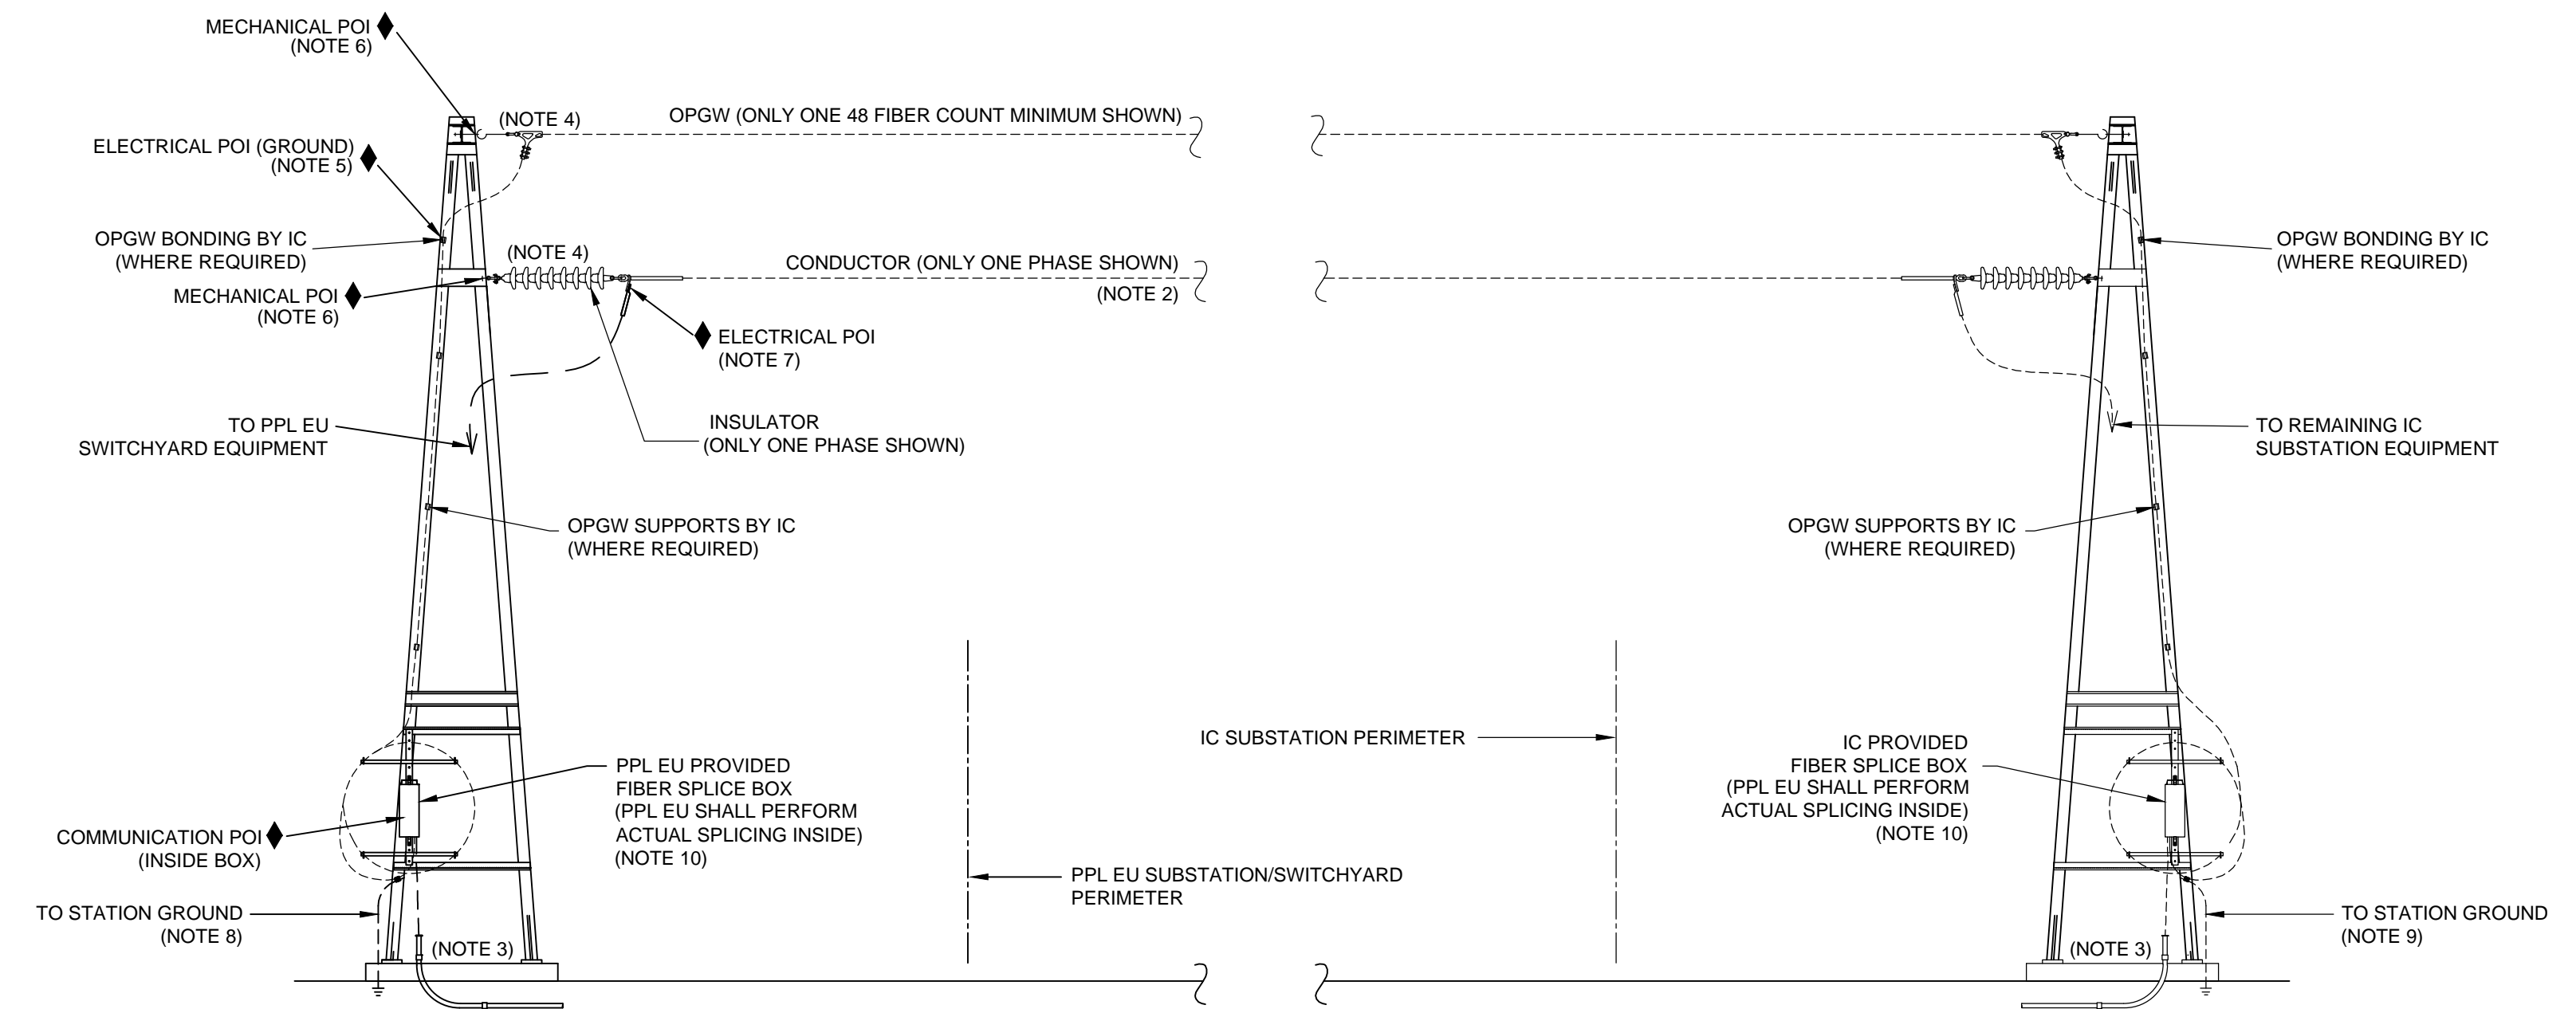 MECHANICAL POI
(NOTE 6)
(NOTE 4)
OPGW (ONLY ONE 48 FIBER COUNT MINIMUM SHOWN)
ELECTRICAL POI (GROUND)
(NOTE 5)
OPGW BONDING BY IC
(WHERE REQUIRED)
(NOTE 4)
CONDUCTOR (ONLY ONE PHASE SHOWN)
(NOTE 2)
OPGW BONDING BY IC
(WHERE REQUIRED)
MECHANICAL POI
(NOTE 6)
ELECTRICAL POI
(NOTE 7)
TO PPL EU
SWITCHYARD EQUIPMENT
INSULATOR
(ONLY ONE PHASE SHOWN)
TO REMAINING IC
SUBSTATION EQUIPMENT
OPGW SUPPORTS BY IC
(WHERE REQUIRED)
OPGW SUPPORTS BY IC
(WHERE REQUIRED)
IC SUBSTATION PERIMETER
PPL EU PROVIDED
FIBER SPLICE BOX
(PPL EU SHALL PERFORM
ACTUAL SPLICING INSIDE)
(NOTE 10)
IC PROVIDED
FIBER SPLICE BOX
(PPL EU SHALL PERFORM
ACTUAL SPLICING INSIDE)
(NOTE 10)
COMMUNICATION POI
(INSIDE BOX)
PPL EU SUBSTATION/SWITCHYARD
PERIMETER
TO STATION GROUND
(NOTE 8)
(NOTE 3)
(NOTE 3)
TO STATION GROUND
(NOTE 9)